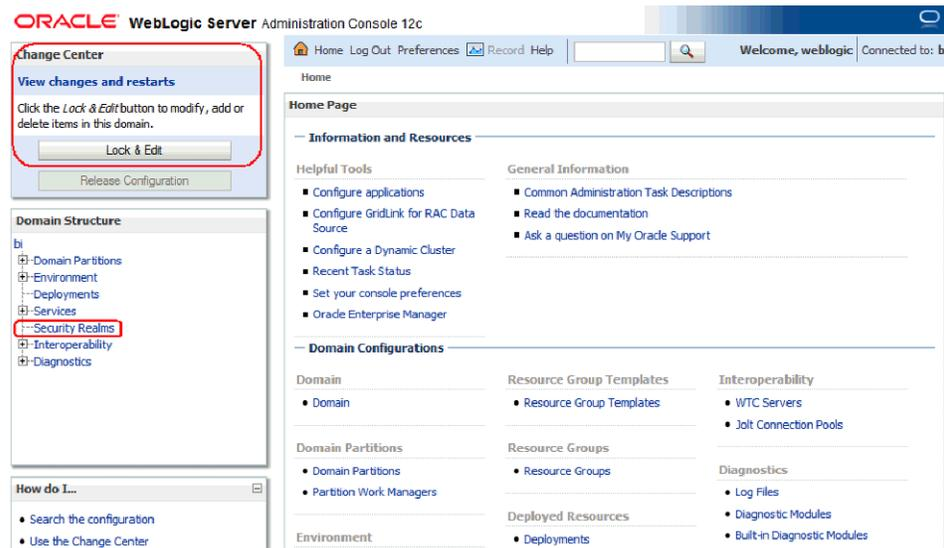 ORACLE WebLogic Server Administration Console 12c
Change Center
View changes and restarts
Click the Lock & Edit button to modify, add or
delete items in this domain.
Lock & Edit
Release Configuration
Domain Structure
bi
Domain Partitions
Environment
Deployments
Services
Security Realms
Interoperability
Diagnostics
How do I...
Search the configuration
Use the Change Center
Home Log Out Preferences Record Help
Welcome, weblogic Connected to: b
Home
Home Page
Information and Resources
Helpful Tools
Configure applications
Configure GridLink for RAC Data
Source
Configure a Dynamic Cluster
Recent Task Status
Set your console preferences
Oracle Enterprise Manager
General Information
Common Administration Task Descriptions
Read the documentation
Ask a question on My Oracle Support
Domain Configurations
Domain
Domain
Domain Partitions
Domain Partitions
Partition Work Managers
Environment
Resource Group Templates
Resource Group Templates
Resource Groups
Resource Groups
Deployed Resources
Deployments
Interoperability
WTC Servers
Jolt Connection Pools
Diagnostics
Log Files
Diagnostic Modules
Built-in Diagnostic Modules